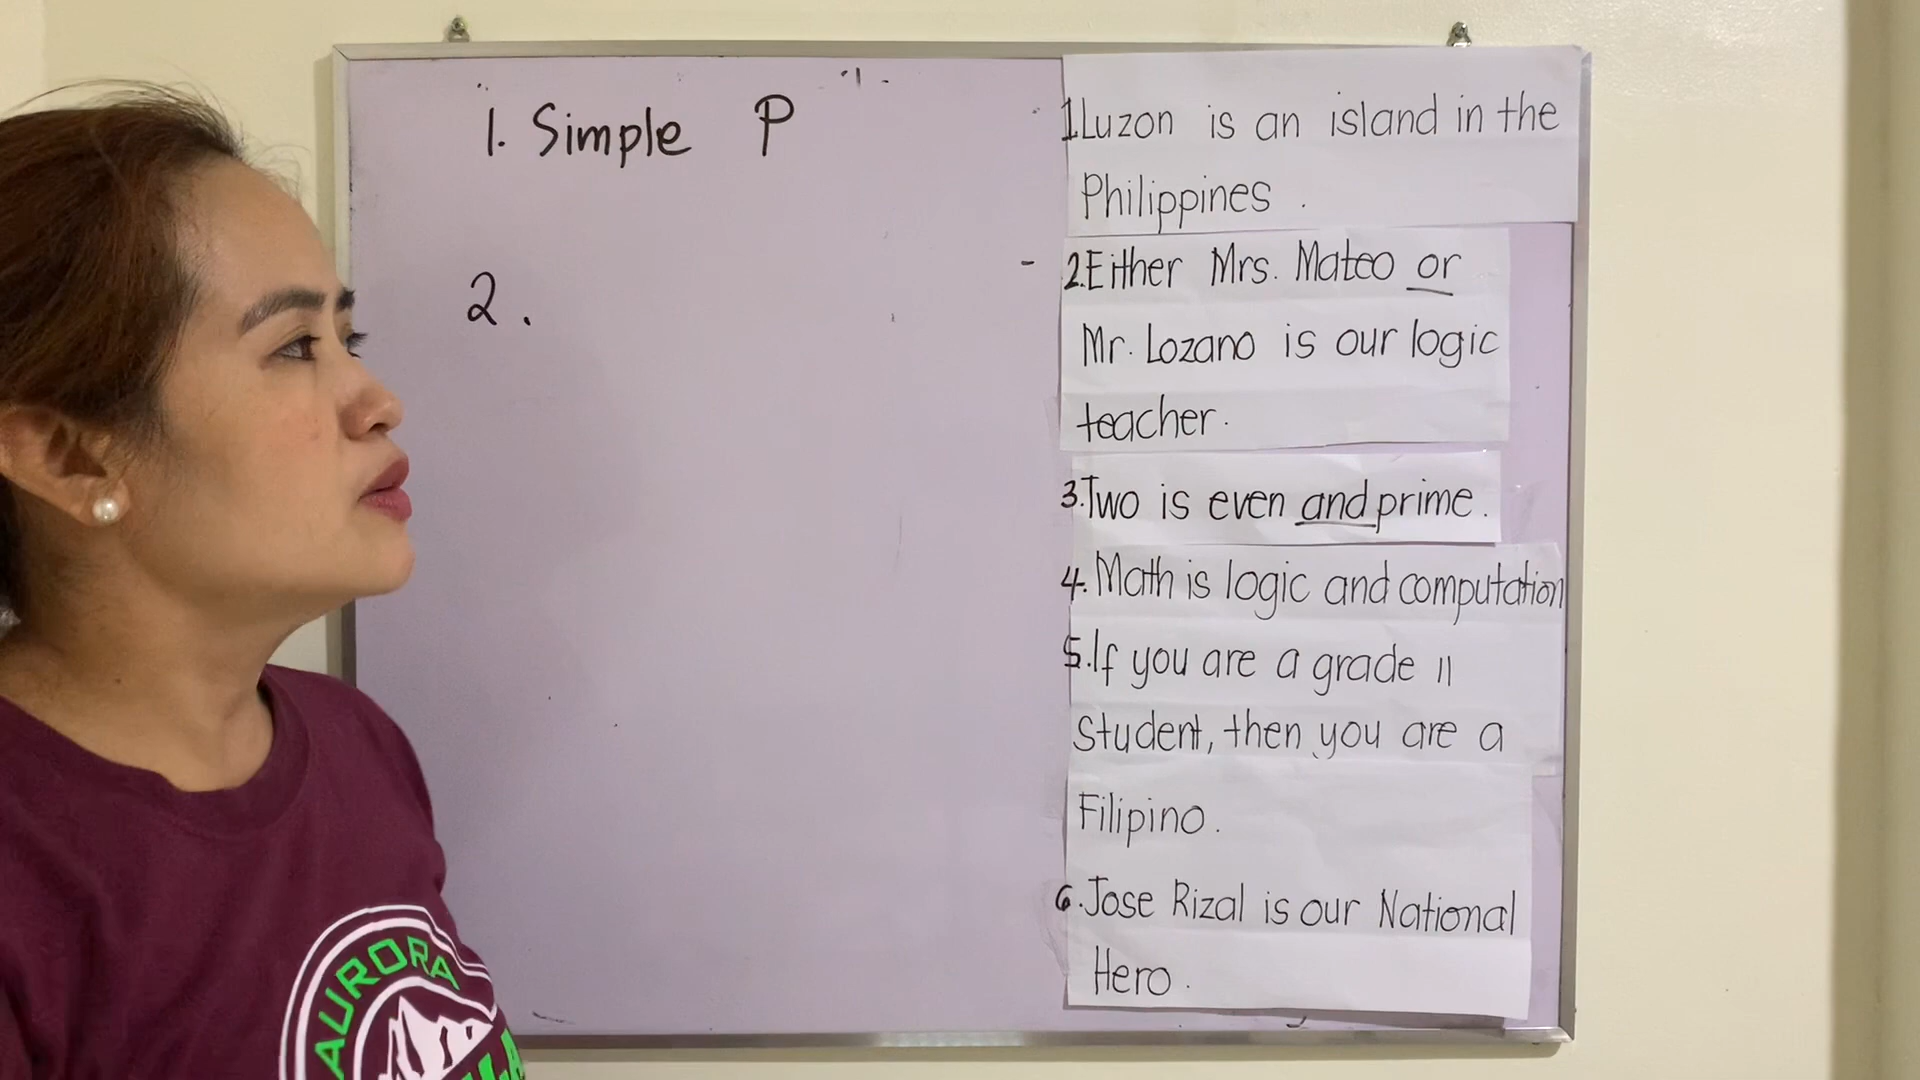 1. Simple P
2.
1.Luzon is an island in the
Philippines.
2.Either Mrs. Mateo or
Mr. Lozano is our logic
teacher.
3.Two is even and prime.
4. Math is logic and computation
5.If you are a grade 11
Student, then you are a
Filipino.
6.Jose Rizal is our National
Hero.
AURORA